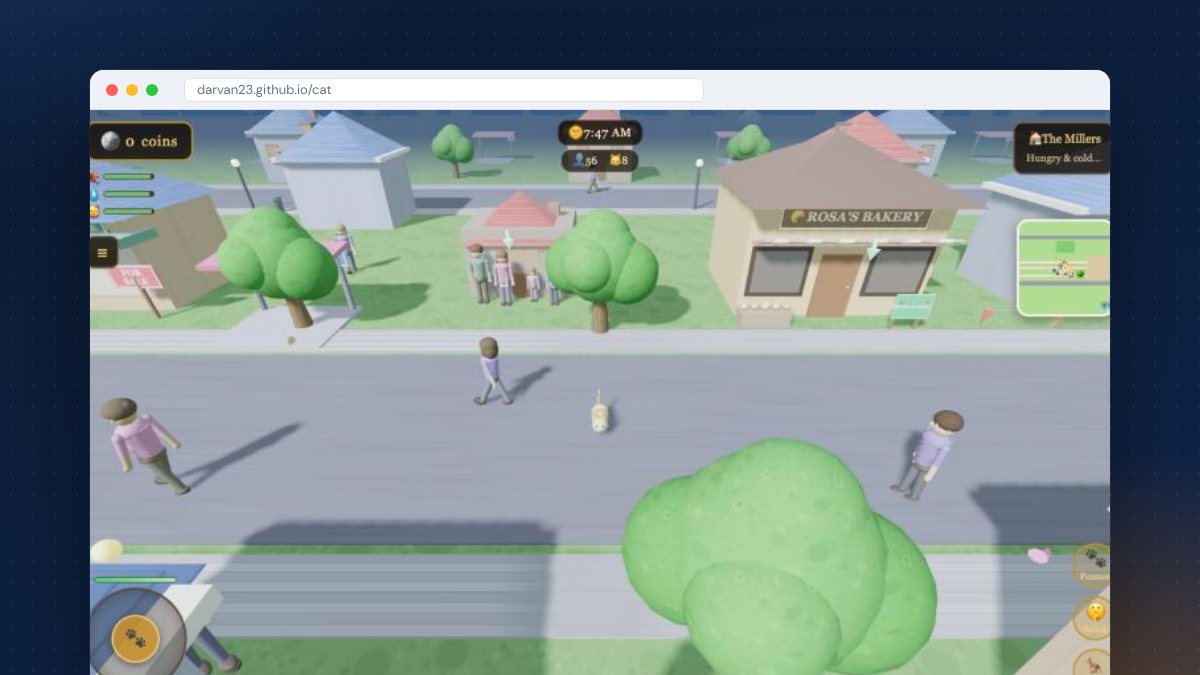 darvan23.github.io/cat
0 coins
7:47 AM
56 8
The Millers
Hungry & cold...
ROSA'S BAKERY
FOR
SALE
Pounce